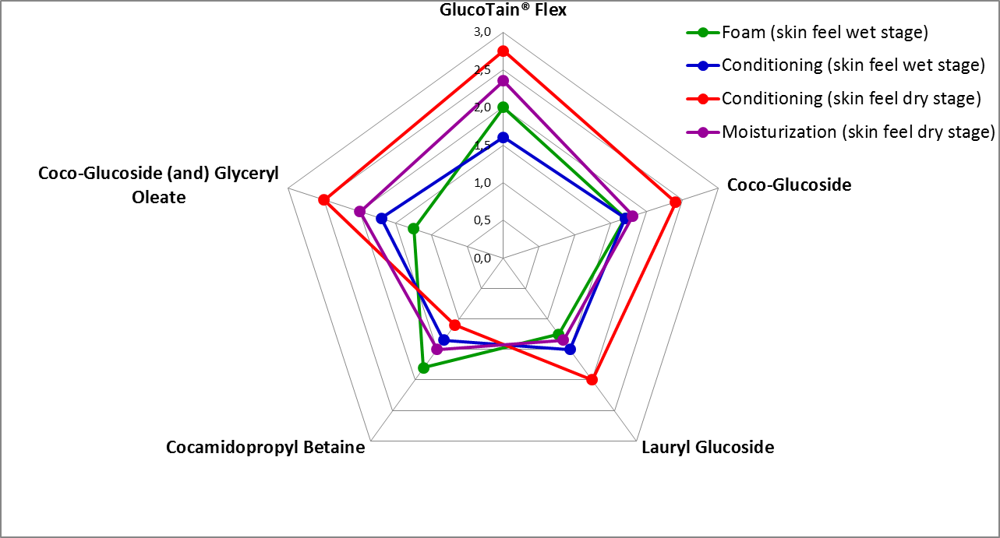 GlucoTain® Flex
3,0
2,5
2,0
1,5
1,0
0,5
0,0
Foam (skin feel wet stage)
Conditioning (skin feel wet stage)
Conditioning (skin feel dry stage)
Moisturization (skin feel dry stage)
Coco-Glucoside (and) Glyceryl
Oleate
Coco-Glucoside
Cocamidopropyl Betaine
Lauryl Glucoside